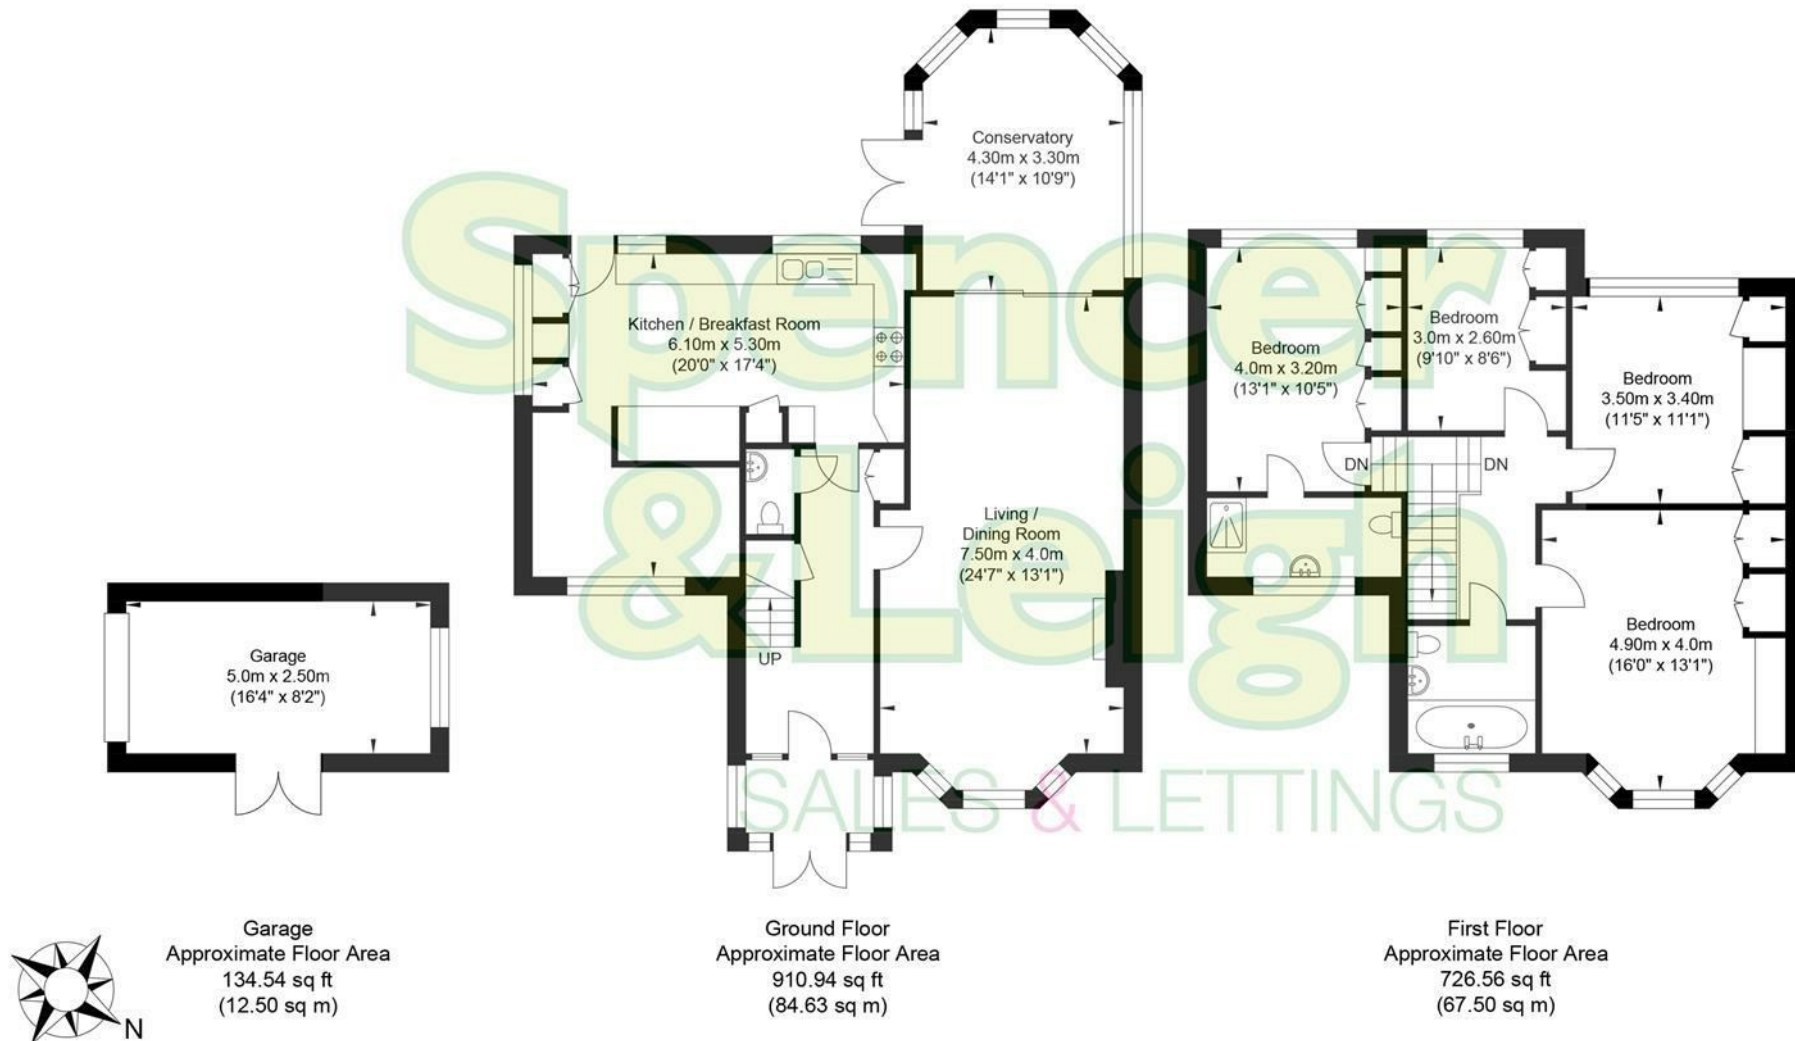 Conservatory
4.30m x 3.30m
(14'1" x 10'9")
Spencer
& Leigh
SALES & LETTINGS
Kitchen / Breakfast Room
6.10m x 5.30m
(20'0" x 17'4")
Living /
Dining Room
7.50m x 4.0m
(24'7" x 13'1")
UP
Garage
5.0m x 2.50m
(16'4" x 8'2")
Bedroom
4.0m x 3.20m
(13'1" x 10'5")
Bedroom
3.0m x 2.60m
(9'10" x 8'6")
Bedroom
3.50m x 3.40m
(11'5" x 11'1")
DN
DN
Bedroom
4.90m x 4.0m
(16'0" x 13'1")
N
Garage
Approximate Floor Area
134.54 sq ft
(12.50 sq m)
Ground Floor
Approximate Floor Area
910.94 sq ft
(84.63 sq m)
First Floor
Approximate Floor Area
726.56 sq ft
(67.50 sq m)